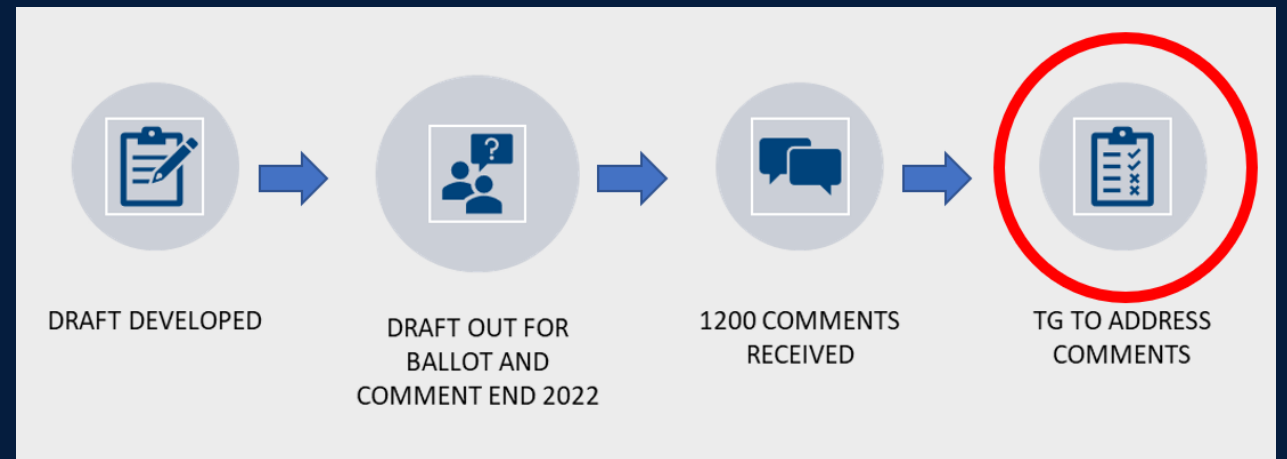 DRAFT DEVELOPED
DRAFT OUT FOR
BALLOT AND
COMMENT END 2022
1200 COMMENTS
RECEIVED
TG TO ADDRESS
COMMENTS